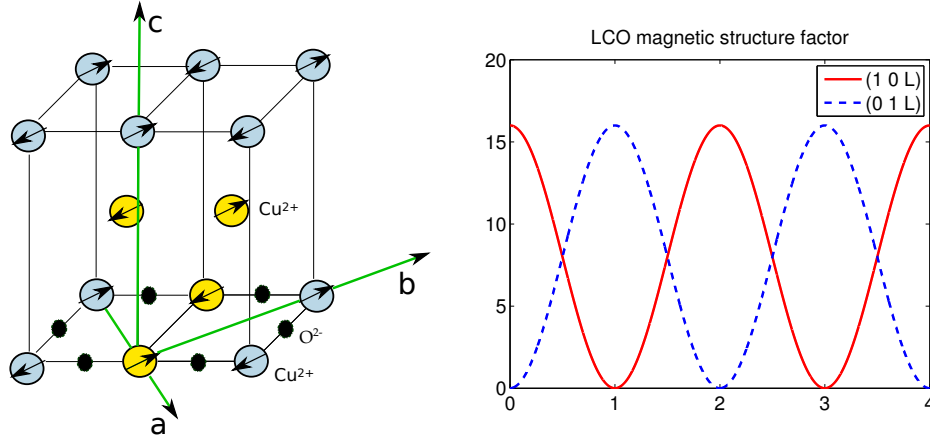 c
Cu²⁺
b
O²⁻
Cu²⁺
a
LCO magnetic structure factor
20
15
10
5
0
(1 0 L)
(0 1 L)
0 1 2 3 4